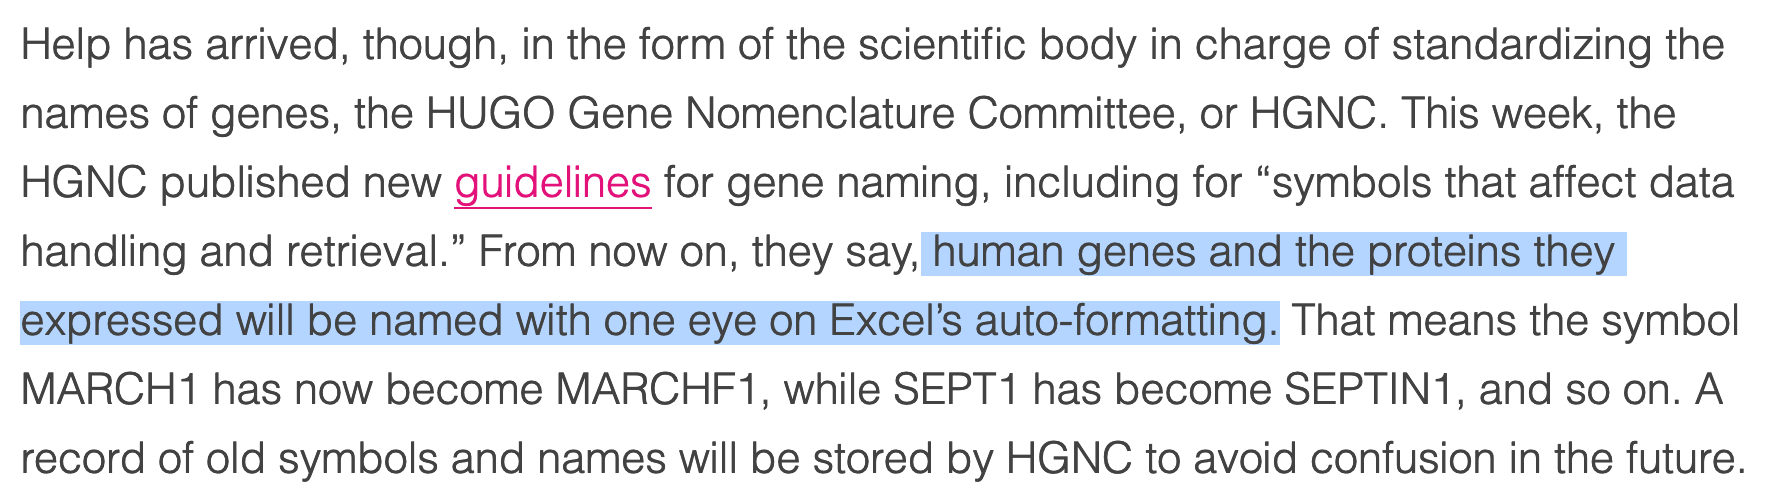 Help has arrived, though, in the form of the scientific body in charge of standardizing the
names of genes, the HUGO Gene Nomenclature Committee, or HGNC. This week, the
HGNC published new guidelines for gene naming, including for “symbols that affect data
handling and retrieval.” From now on, they say, human genes and the proteins they
expressed will be named with one eye on Excel’s auto-formatting. That means the symbol
MARCH1 has now become MARCHF1, while SEPT1 has become SEPTIN1, and so on. A
record of old symbols and names will be stored by HGNC to avoid confusion in the future.